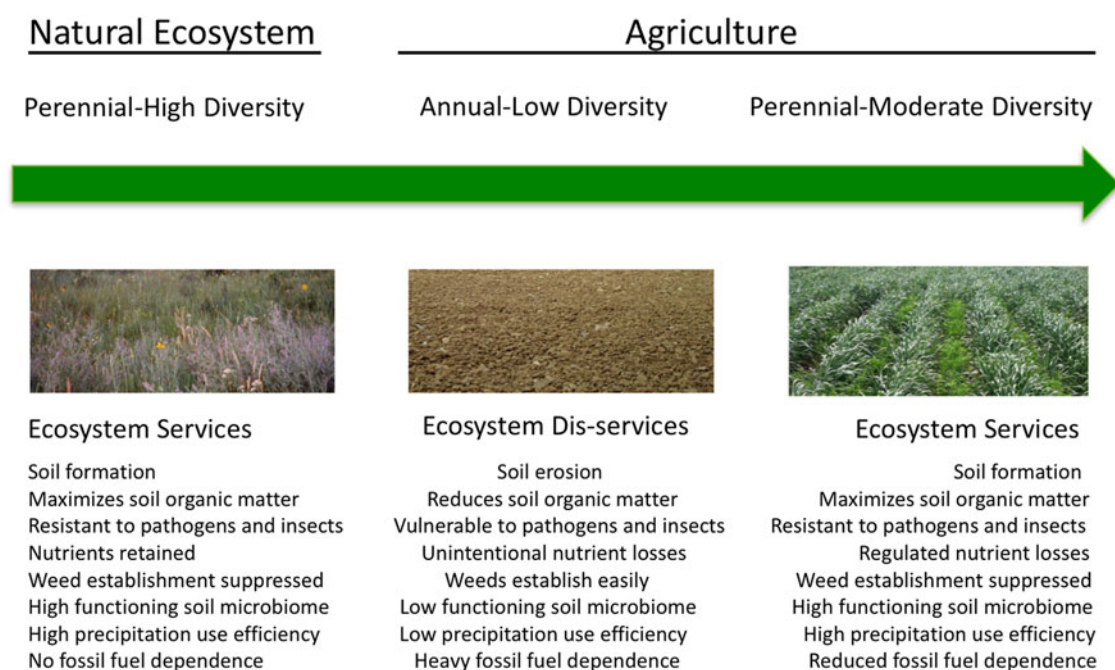 Natural Ecosystem
Agriculture
Perennial-High Diversity
Annual-Low Diversity
Perennial-Moderate Diversity
Ecosystem Services
Soil formation
Maximizes soil organic matter
Resistant to pathogens and insects
Nutrients retained
Weed establishment suppressed
High functioning soil microbiome
High precipitation use efficiency
No fossil fuel dependence
Ecosystem Dis-services
Soil erosion
Reduces soil organic matter
Vulnerable to pathogens and insects
Unintentional nutrient losses
Weeds establish easily
Low functioning soil microbiome
Low precipitation use efficiency
Heavy fossil fuel dependence
Ecosystem Services
Soil formation
Maximizes soil organic matter
Resistant to pathogens and insects
Regulated nutrient losses
Weed establishment suppressed
High functioning soil microbiome
High precipitation use efficiency
Reduced fossil fuel dependence